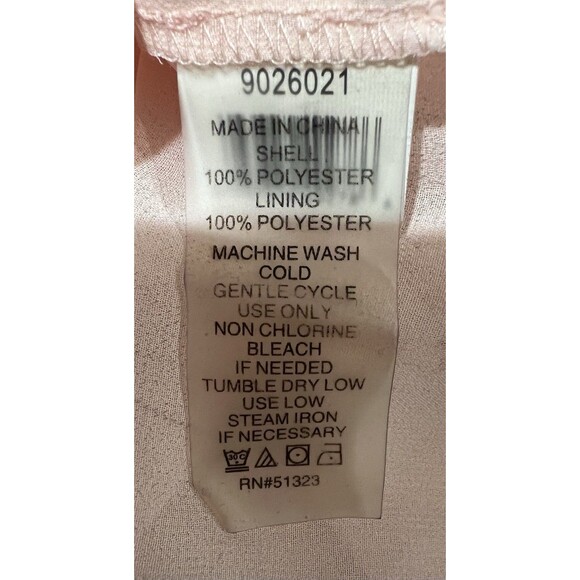 9026021
MADE IN CHINA
SHELL
100% POLYESTER
LINING
100% POLYESTER
MACHINE WASH
COLD
GENTLE CYCLE
USE ONLY
NON CHLORINE
BLEACH
IF NEEDED
TUMBLE DRY LOW
USE LOW
STEAM IRON
IF NECESSARY
30°C
RN#51323